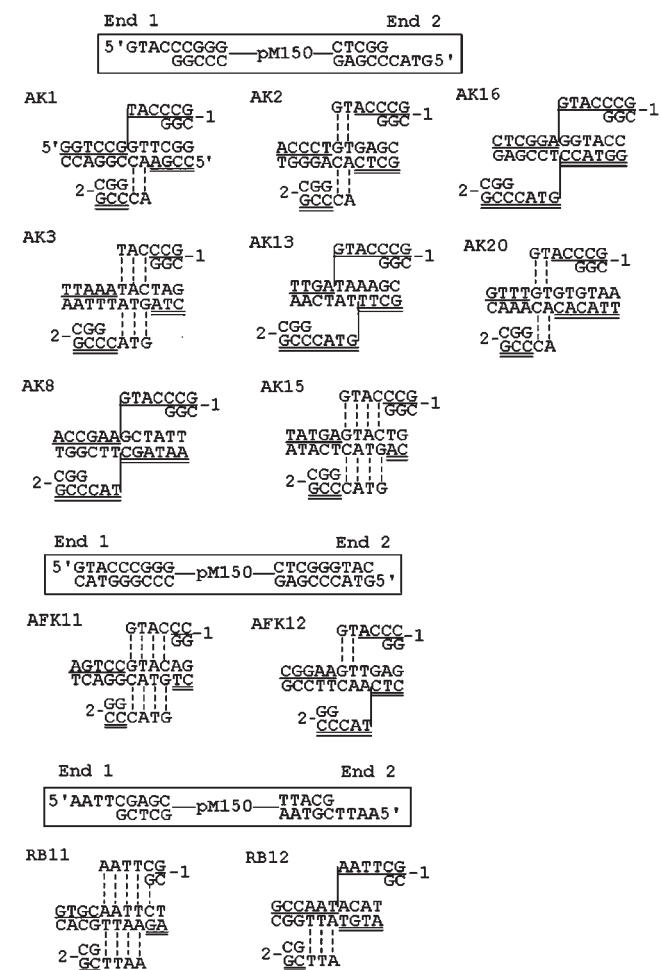 End 1 End 2
5'GTACCCGGG CTCGG
GGCCC —pM150— GAGCCCATG5'
AK1 AK2 AK16
TACCCG GTACCCG GTACCCG
GGC-1 GGC-1 GGC-1
5'GGTCCGGTTCGG ACCCTGTGAGC CTCGGAGGTACC
CCAGGCCAAGCC5' TGGGACACTCG GAGCCTCCATGG
CGG CGG CGG
2-GCCCA 2-GCCCA 2-GCCCATG
AK3 AK13 AK20
TACCCG GTACCCG GTACCCG
GGC-1 GGC-1 GGC-1
TTAAATACTAG TTGATAAAGC GTTTGTGTGTAA
AATTTATGATC AACTATTTCG CAAACACACATT
CGG CGG CGG
2-GCCCATG 2-GCCCATG 2-GCCCA
AK8 AK15
GTACCCG GTACCCG
GGC-1 GGC-1
ACCGAAGCTATT TATGAGTACTG
TGGCTTCGATAA ATACTCATGAC
CGG CGG
2-GCCCAT 2-GCCCATG
End 1 End 2
5'GTACCCGGG CTCGGGTAC
CATGGGCCC —pM150— GAGCCCATG5'
AFK11 AFK12
GTACCC GTACCC
GG-1 GG-1
AGTCCGTACAG CGGAAGTTGAG
TCAGGCATGTC GCCTTCAACTC
GG GG
2-CCCATG 2-CCCAT
End 1 End 2
5'AATTCGAGC TTACG
GCTCG —pM150— AATGCTTAA5'
RB11 RB12
AATTCG AATTCG
GC-1 GC-1
GTGCAATTCT GCCAATACAT
CACGTTAAGA CGGTTATGTA
CG CG
2-GCTTAA 2-GCTTA